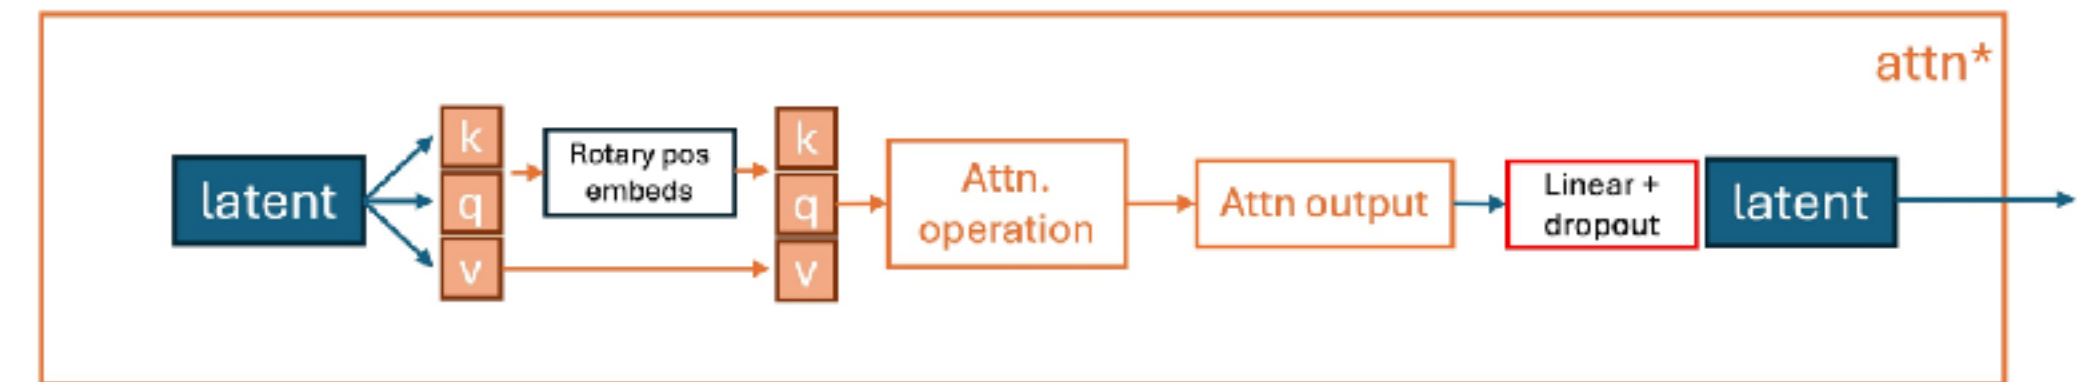 attn*
latent
k
q
v
Rotary pos
embeds
k
q
v
Attn.
operation
Attn output
Linear +
dropout
latent